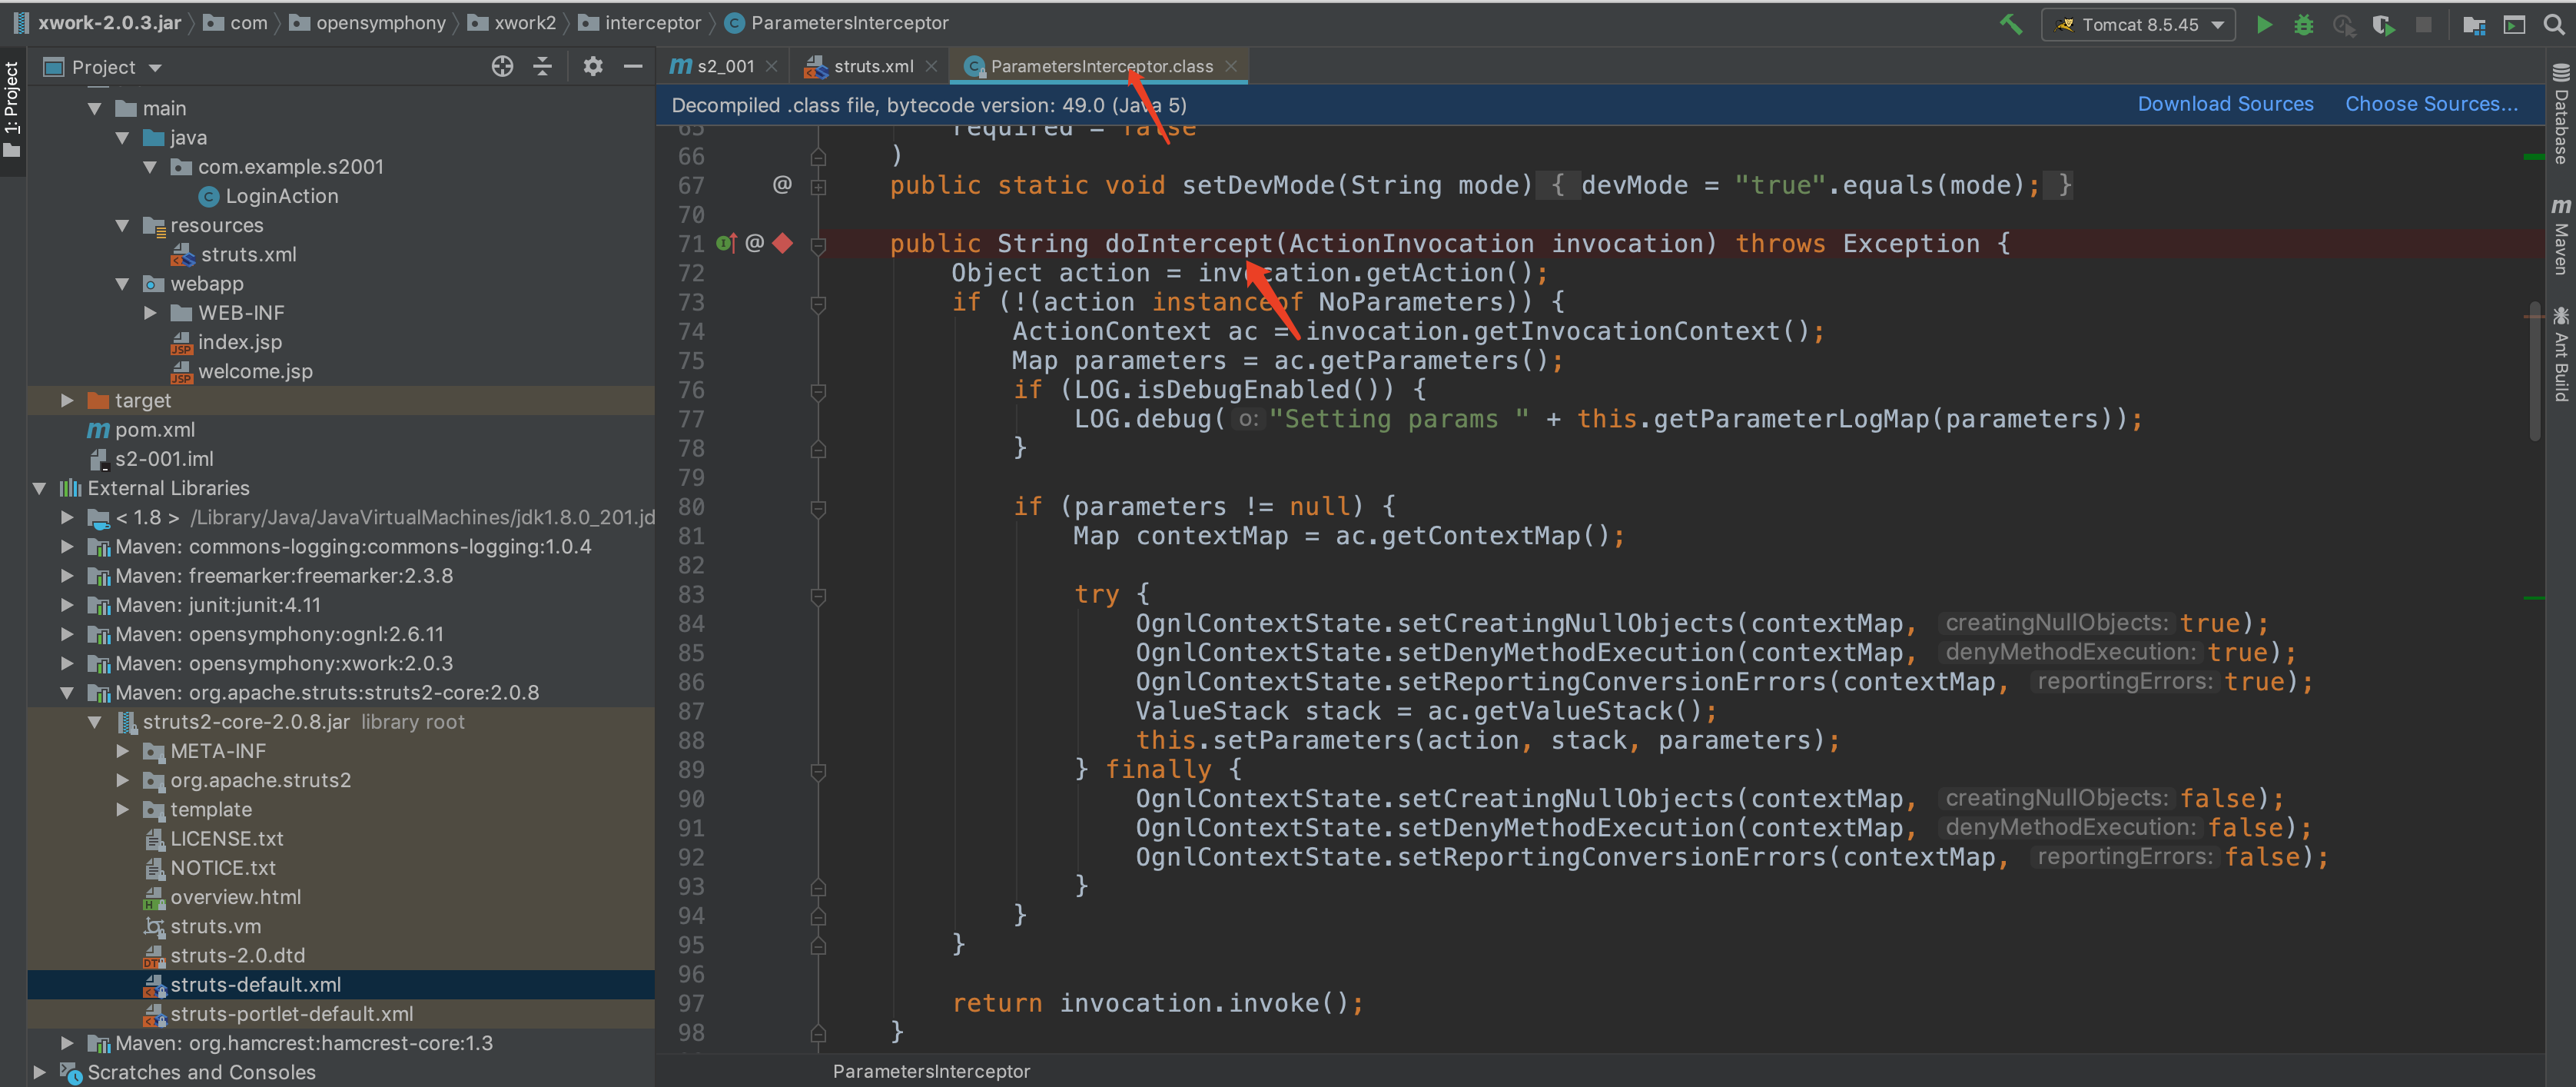 xwork-2.0.3.jar com opensymphony xwork2 interceptor ParametersInterceptor Tomcat 8.5.45
1: Project
Project
main
java
com.example.s2001
LoginAction
resources
struts.xml
webapp
WEB-INF
index.jsp
welcome.jsp
target
pom.xml
s2-001.iml
External Libraries
< 1.8 > /Library/Java/JavaVirtualMachines/jdk1.8.0_201.jd
Maven: commons-logging:commons-logging:1.0.4
Maven: freemarker:freemarker:2.3.8
Maven: junit:junit:4.11
Maven: opensymphony:ognl:2.6.11
Maven: opensymphony:xwork:2.0.3
Maven: org.apache.struts:struts2-core:2.0.8
struts2-core-2.0.8.jar library root
META-INF
org.apache.struts2
template
LICENSE.txt
NOTICE.txt
overview.html
struts.vm
struts-2.0.dtd
struts-default.xml
struts-portlet-default.xml
Maven: org.hamcrest:hamcrest-core:1.3
Scratches and Consoles
s2_001 struts.xml ParametersInterceptor.class
Decompiled .class file, bytecode version: 49.0 (Java 5) Download Sources Choose Sources...
65 required = false
66 )
67 @ public static void setDevMode(String mode) { devMode = "true".equals(mode); }
70
71 @ public String doIntercept(ActionInvocation invocation) throws Exception {
72 Object action = invocation.getAction();
73 if (!(action instanceof NoParameters)) {
74 ActionContext ac = invocation.getInvocationContext();
75 Map parameters = ac.getParameters();
76 if (LOG.isDebugEnabled()) {
77 LOG.debug( o: "Setting params " + this.getParameterLogMap(parameters));
78 }
79
80 if (parameters != null) {
81 Map contextMap = ac.getContextMap();
82
83 try {
84 OgnlContextState.setCreatingNullObjects(contextMap, creatingNullObjects: true);
85 OgnlContextState.setDenyMethodExecution(contextMap, denyMethodExecution: true);
86 OgnlContextState.setReportingConversionErrors(contextMap, reportingErrors: true);
87 ValueStack stack = ac.getValueStack();
88 this.setParameters(action, stack, parameters);
89 } finally {
90 OgnlContextState.setCreatingNullObjects(contextMap, creatingNullObjects: false);
91 OgnlContextState.setDenyMethodExecution(contextMap, denyMethodExecution: false);
92 OgnlContextState.setReportingConversionErrors(contextMap, reportingErrors: false);
93 }
94 }
95 }
96
97 return invocation.invoke();
98 }
ParametersInterceptor
Database
Maven
Ant Build